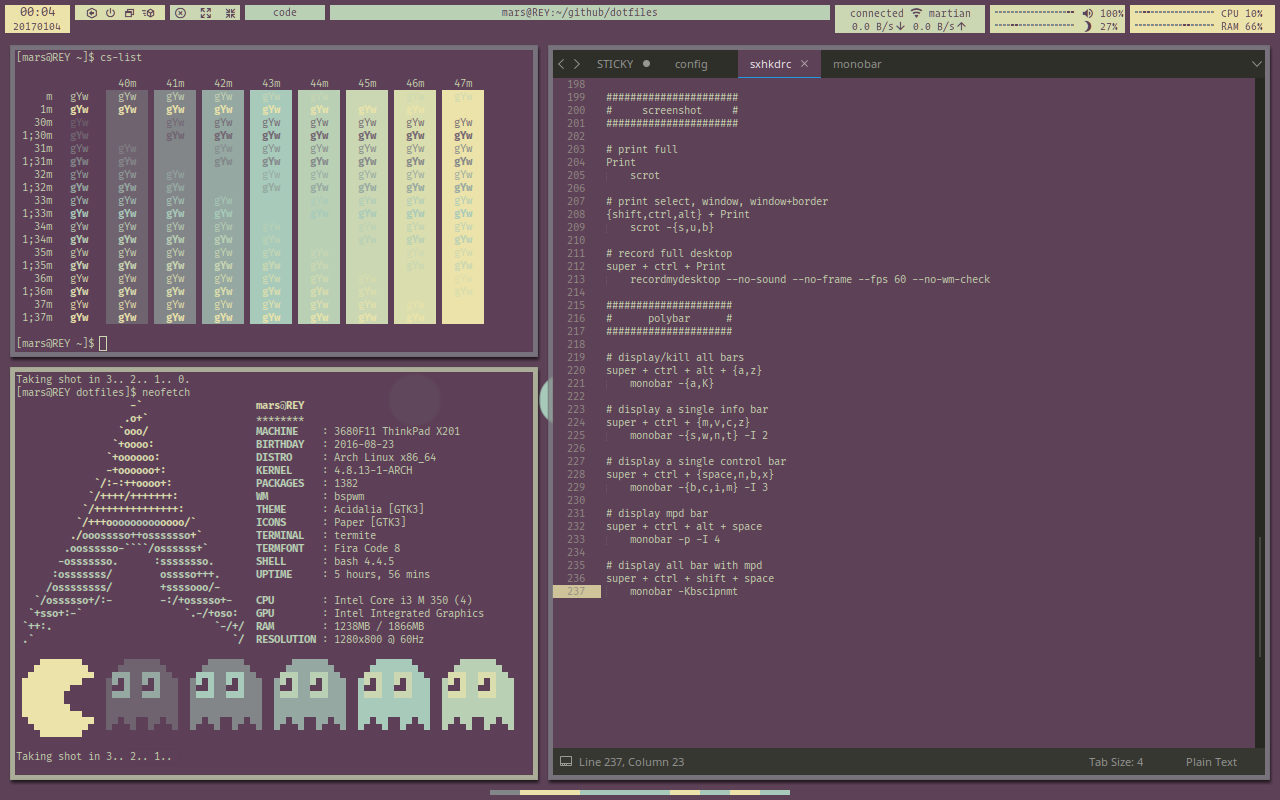 00:04
20170104
code
mars@REY:~/github/dotfiles
connected martian
0.0 B/s 0.0 B/s
100%
27%
CPU 10%
RAM 66%
[mars@REY ~]$ cs-list
40m 41m 42m 43m 44m 45m 46m 47m
m gYw gYw gYw gYw gYw gYw gYw gYw gYw
1m gYw gYw gYw gYw gYw gYw gYw gYw gYw
30m gYw gYw gYw gYw gYw gYw gYw gYw gYw
1;30m gYw gYw gYw gYw gYw gYw gYw gYw gYw
31m gYw gYw gYw gYw gYw gYw gYw gYw gYw
1;31m gYw gYw gYw gYw gYw gYw gYw gYw gYw
32m gYw gYw gYw gYw gYw gYw gYw gYw gYw
1;32m gYw gYw gYw gYw gYw gYw gYw gYw gYw
33m gYw gYw gYw gYw gYw gYw gYw gYw gYw
1;33m gYw gYw gYw gYw gYw gYw gYw gYw gYw
34m gYw gYw gYw gYw gYw gYw gYw gYw gYw
1;34m gYw gYw gYw gYw gYw gYw gYw gYw gYw
35m gYw gYw gYw gYw gYw gYw gYw gYw gYw
1;35m gYw gYw gYw gYw gYw gYw gYw gYw gYw
36m gYw gYw gYw gYw gYw gYw gYw gYw gYw
1;36m gYw gYw gYw gYw gYw gYw gYw gYw gYw
37m gYw gYw gYw gYw gYw gYw gYw gYw gYw
1;37m gYw gYw gYw gYw gYw gYw gYw gYw gYw
[mars@REY ~]$
Taking shot in 3.. 2.. 1.. 0.
[mars@REY dotfiles]$ neofetch
-` mars@REY
.o+` ********
`ooo/ MACHINE : 3680F11 ThinkPad X201
`+oooo: BIRTHDAY : 2016-08-23
`+oooooo: DISTRO : Arch Linux x86_64
-+oooooo+: KERNEL : 4.8.13-1-ARCH
`/:-:++oooo+: PACKAGES : 1382
`/++++/+++++++: WM : bspwm
`/++++++++++++++: THEME : Acidalia [GTK3]
`/+++ooooooooooooo/` ICONS : Paper [GTK3]
./ooosssso++osssssso+` TERMINAL : termite
.oossssso-````/ossssss+` TERMFONT : Fira Code 8
-osssssso. :ssssssso. SHELL : bash 4.4.5
:osssssss/ osssso+++. UPTIME : 5 hours, 56 mins
/ossssssss/ +ssssooo/-
`/ossssso+/:- -:/+osssso+- CPU : Intel Core i3 M 350 (4)
`+sso+:-` `.-/+oso: GPU : Intel Integrated Graphics
`++:. `-/+/ RAM : 1238MB / 1866MB
.` `/ RESOLUTION : 1280x800 @ 60Hz
Taking shot in 3.. 2.. 1..
STICKY config sxhkdrc × monobar
198
199 ######################
200 # screenshot #
201 ######################
202
203 # print full
204 Print
205 scrot
206
207 # print select, window, window+border
208 {shift,ctrl,alt} + Print
209 scrot -{s,u,b}
210
211 # record full desktop
212 super + ctrl + Print
213 recordmydesktop --no-sound --no-frame --fps 60 --no-wm-check
214
215 #####################
216 # polybar #
217 #####################
218
219 # display/kill all bars
220 super + ctrl + alt + {a,z}
221 monobar -{a,K}
222
223 # display a single info bar
224 super + ctrl + {m,v,c,z}
225 monobar -{s,w,n,t} -I 2
226
227 # display a single control bar
228 super + ctrl + {space,n,b,x}
229 monobar -{b,c,i,m} -I 3
230
231 # display mpd bar
232 super + ctrl + alt + space
233 monobar -p -I 4
234
235 # display all bar with mpd
236 super + ctrl + shift + space
237 monobar -Kbscipnmt
Line 237, Column 23 Tab Size: 4 Plain Text